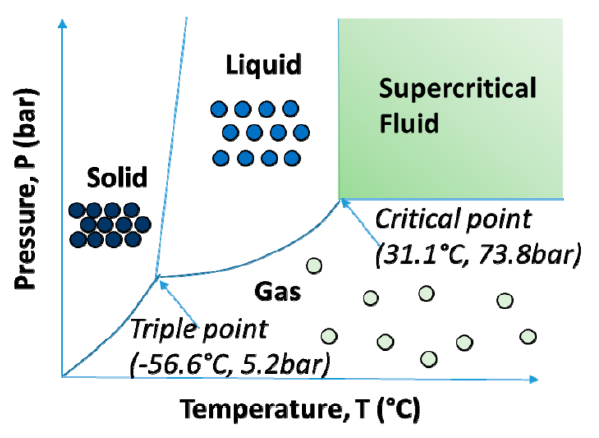 Pressure, P (bar)
Liquid
Supercritical
Fluid
Solid
Critical point
(31.1°C, 73.8bar)
Gas
Triple point
(-56.6°C, 5.2bar)
Temperature, T (°C)